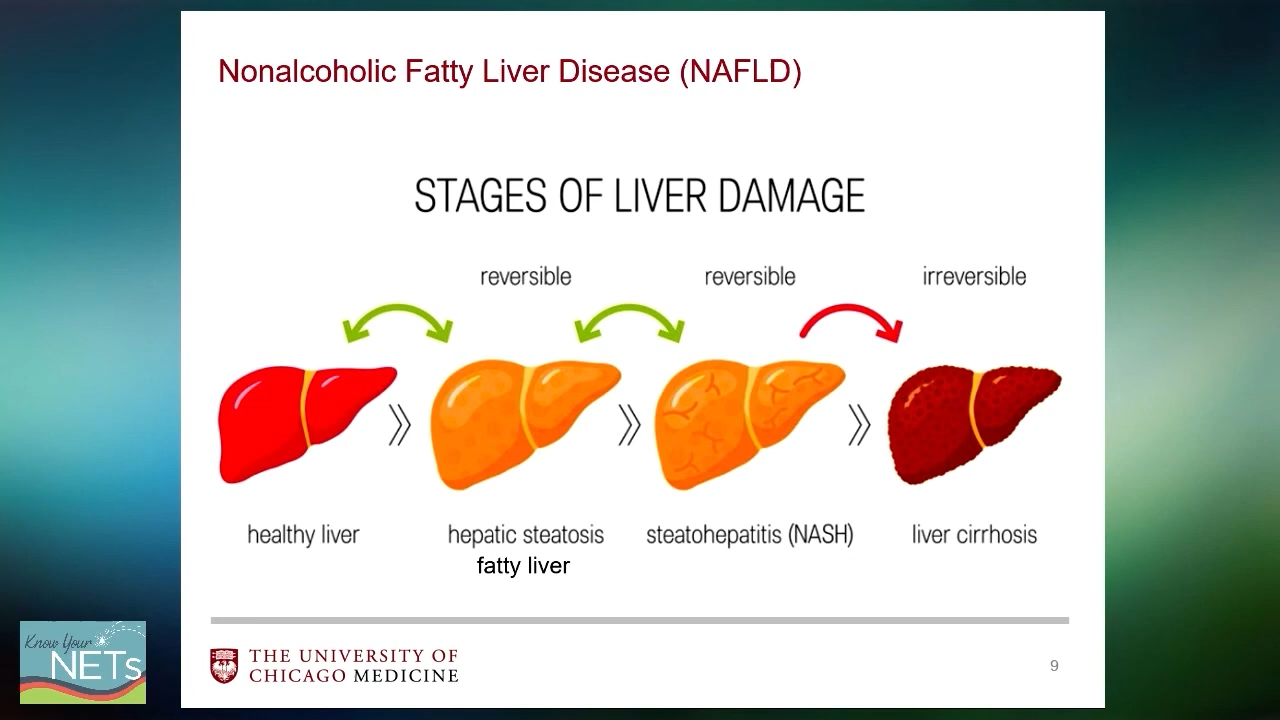 Nonalcoholic Fatty Liver Disease (NAFLD)
STAGES OF LIVER DAMAGE
reversible
reversible
irreversible
healthy liver
hepatic steatosis
steatohepatitis (NASH)
liver cirrhosis
fatty liver
Know Your
NETs
THE UNIVERSITY OF
CHICAGO MEDICINE
9